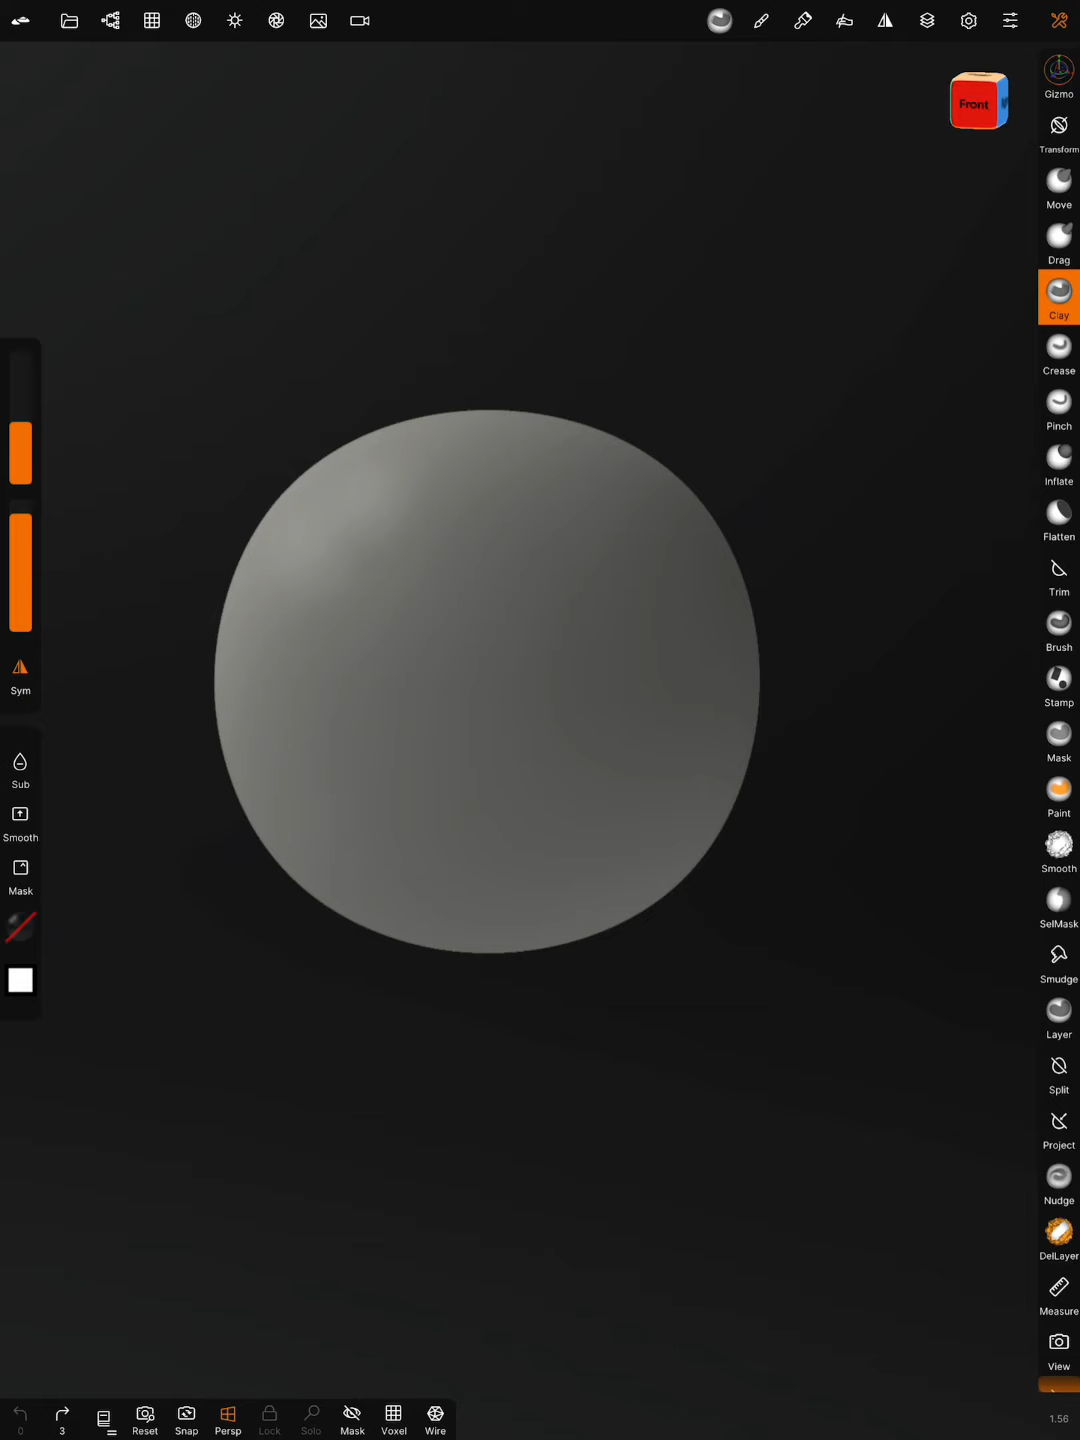 Front
Gizmo
Transform
Move
Drag
Clay
Crease
Pinch
Inflate
Flatten
Trim
Brush
Stamp
Mask
Paint
Smooth
SelMask
Smudge
Layer
Split
Project
Nudge
DelLayer
Measure
View
Sym
Sub
Smooth
Mask
0
3
Reset
Snap
Persp
Lock
Solo
Mask
Voxel
Wire
1.56